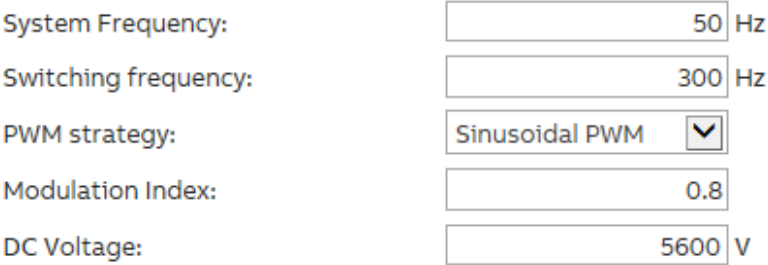 System Frequency: 50 Hz
Switching frequency: 300 Hz
PWM strategy: Sinusoidal PWM
Modulation Index: 0.8
DC Voltage: 5600 V